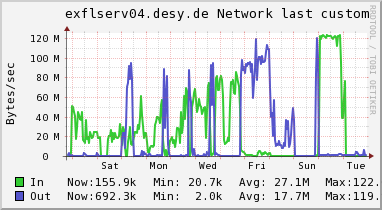 exflserv04.desy.de Network last custom
RRDTOOL / TOBI OETIKER
Bytes/sec
120 M
100 M
80 M
60 M
40 M
20 M
0
Sat Mon Wed Fri Sun Tue
In Now:155.9k Min: 20.7k Avg: 27.1M Max:122.
Out Now:692.3k Min: 2.0k Avg: 17.7M Max:119.